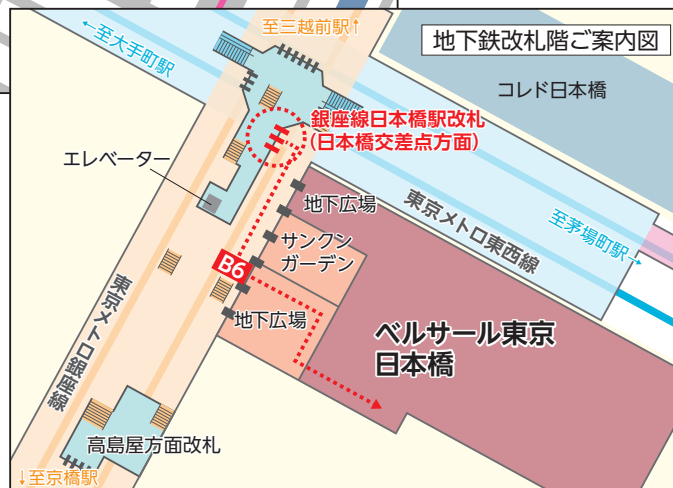 至三越前駅↑
地下鉄改札階ご案内図
←至大手町駅
コレド日本橋
銀座線日本橋駅改札
(日本橋交差点方面)
エレベーター
地下広場
東京メトロ東西線
至茅場町駅→
サンクン
ガーデン
B6
地下広場
ベルサール東京
日本橋
東京メトロ銀座線
高島屋方面改札
↓至京橋駅